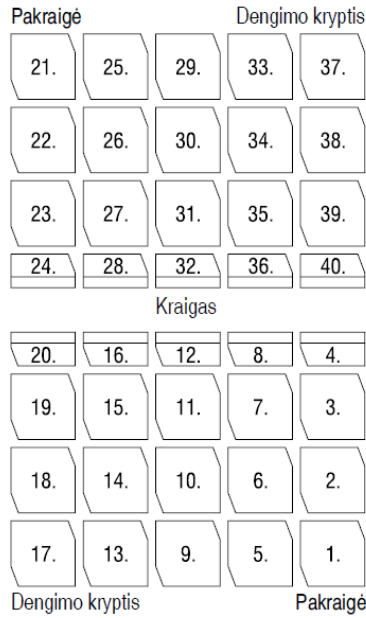 Pakraigė Dengimo kryptis
21. 25. 29. 33. 37.
22. 26. 30. 34. 38.
23. 27. 31. 35. 39.
24. 28. 32. 36. 40.
Kraigas
20. 16. 12. 8. 4.
19. 15. 11. 7. 3.
18. 14. 10. 6. 2.
17. 13. 9. 5. 1.
Dengimo kryptis Pakraigė